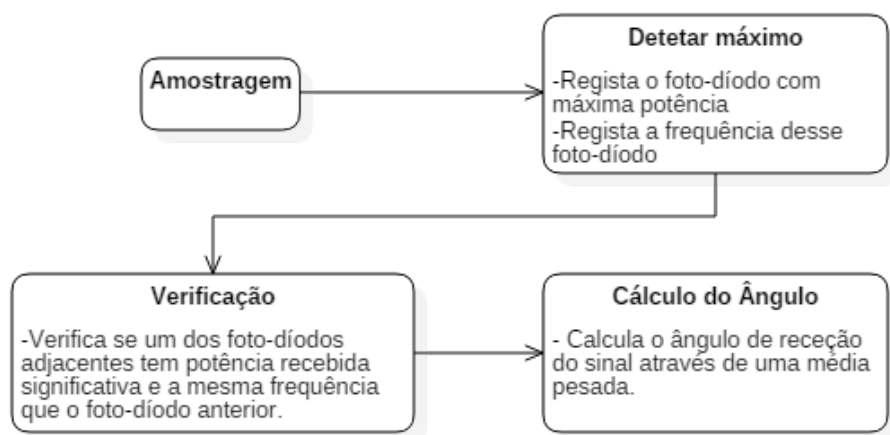 Amostragem
Detetar máximo
-Regista o foto-díodo com
máxima potência
-Regista a frequência desse
foto-díodo
Verificação
-Verifica se um dos foto-díodos
adjacentes tem potência recebida
significativa e a mesma frequência
que o foto-díodo anterior.
Cálculo do Ângulo
- Calcula o ângulo de receção
do sinal através de uma média
pesada.